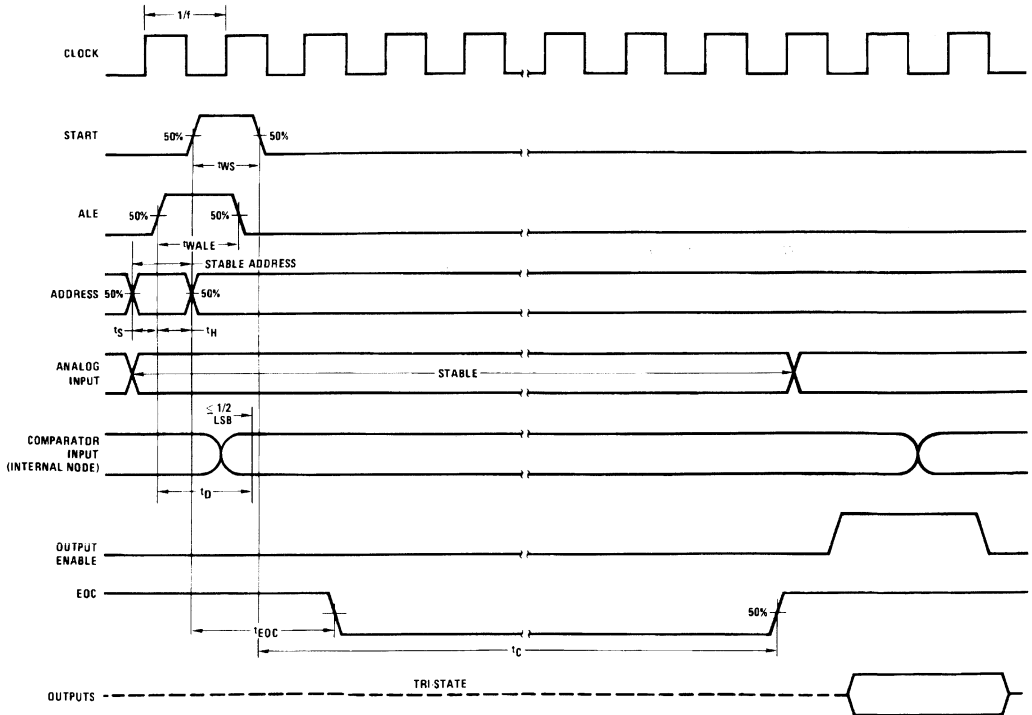 1/f
CLOCK
START
50%
50%
tWS
ALE
50%
50%
tWALE
STABLE ADDRESS
ADDRESS
50%
50%
tS
tH
ANALOG
INPUT
STABLE
≤ 1/2
LSB
COMPARATOR
INPUT
(INTERNAL NODE)
tD
OUTPUT
ENABLE
EOC
50%
tEOC
tC
TRI-STATE
OUTPUTS